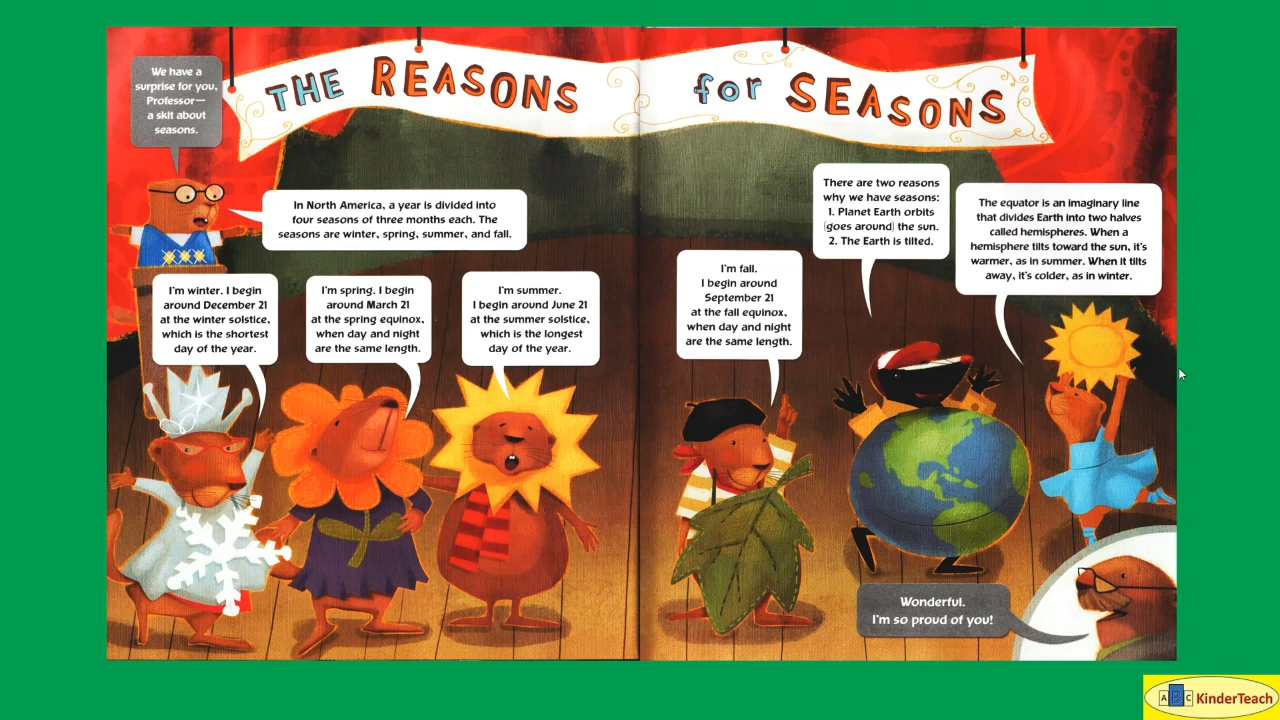 THE REASONS for SEASONS
We have a
surprise for you,
Professor—
a skit about
seasons.
In North America, a year is divided into
four seasons of three months each. The
seasons are winter, spring, summer, and fall.
I'm winter. I begin
around December 21
at the winter solstice,
which is the shortest
day of the year.
I'm spring. I begin
around March 21
at the spring equinox,
when day and night
are the same length.
I'm summer.
I begin around June 21
at the summer solstice,
which is the longest
day of the year.
I'm fall.
I begin around
September 21
at the fall equinox,
when day and night
are the same length.
There are two reasons
why we have seasons:
1. Planet Earth orbits
(goes around) the sun.
2. The Earth is tilted.
The equator is an imaginary line
that divides Earth into two halves
called hemispheres. When a
hemisphere tilts toward the sun, it's
warmer, as in summer. When it tilts
away, it's colder, as in winter.
Wonderful.
I'm so proud of you!
A B C KinderTeach